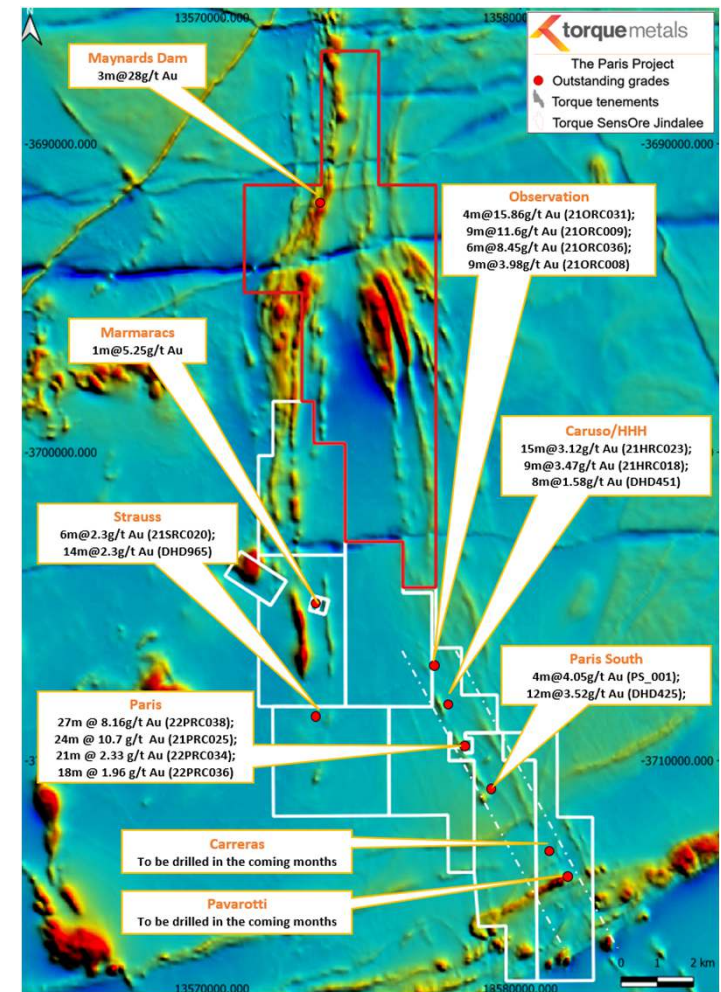 N
13570000.000
13580000.000
torquemetals
The Paris Project
Outstanding grades
Torque tenements
Torque SensOre Jindalee
Maynards Dam
3m@28g/t Au
-3690000.000
-3690000.000
Observation
4m@15.86g/t Au (21ORC031);
9m@11.6g/t Au (21ORC009);
6m@8.45g/t Au (21ORC036);
9m@3.98g/t Au (21ORC008)
Marmaracs
1m@5.25g/t Au
Caruso/HHH
15m@3.12g/t Au (21HRC023);
9m@3.47g/t Au (21HRC018);
8m@1.58g/t Au (DHD451)
-3700000.000
-3700000.000
Strauss
6m@2.3g/t Au (21SRC020);
14m@2.3g/t Au (DHD965)
Paris South
4m@4.05g/t Au (PS_001);
12m@3.52g/t Au (DHD425);
Paris
27m @ 8.16g/t Au (22PRC038);
24m @ 10.7 g/t Au (21PRC025);
21m @ 2.33 g/t Au (22PRC034);
18m @ 1.96 g/t Au (22PRC036)
-3710000.000
Carreras
To be drilled in the coming months
Pavarotti
To be drilled in the coming months
0 1 2 km
13570000.000
13580000.000